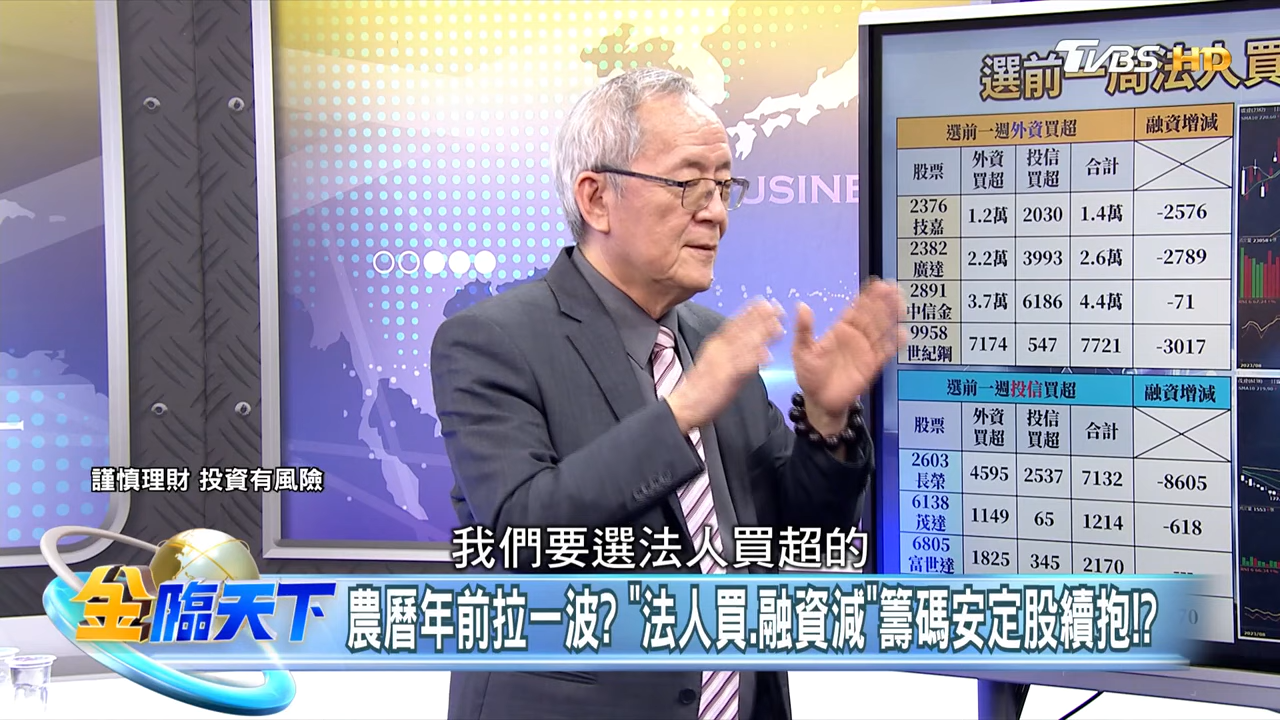 TVBS HD
選前一周法人買
選前一週外資買超 融資增減
股票 外資買超 投信買超 合計
2376 技嘉 1.2萬 2030 1.4萬 -2576
2382 廣達 2.2萬 3993 2.6萬 -2789
2891 中信金 3.7萬 6186 4.4萬 -71
9958 世紀鋼 7174 547 7721 -3017
選前一週投信買超 融資增減
股票 外資買超 投信買超 合計
2603 長榮 4595 2537 7132 -8605
6138 茂達 1149 65 1214 -618
6805 富世達 1825 345 2170
BUSINE
謹慎理財 投資有風險
我們要選法人買超的
金臨天下
農曆年前拉一波? "法人買.融資減"籌碼安定股續抱!?